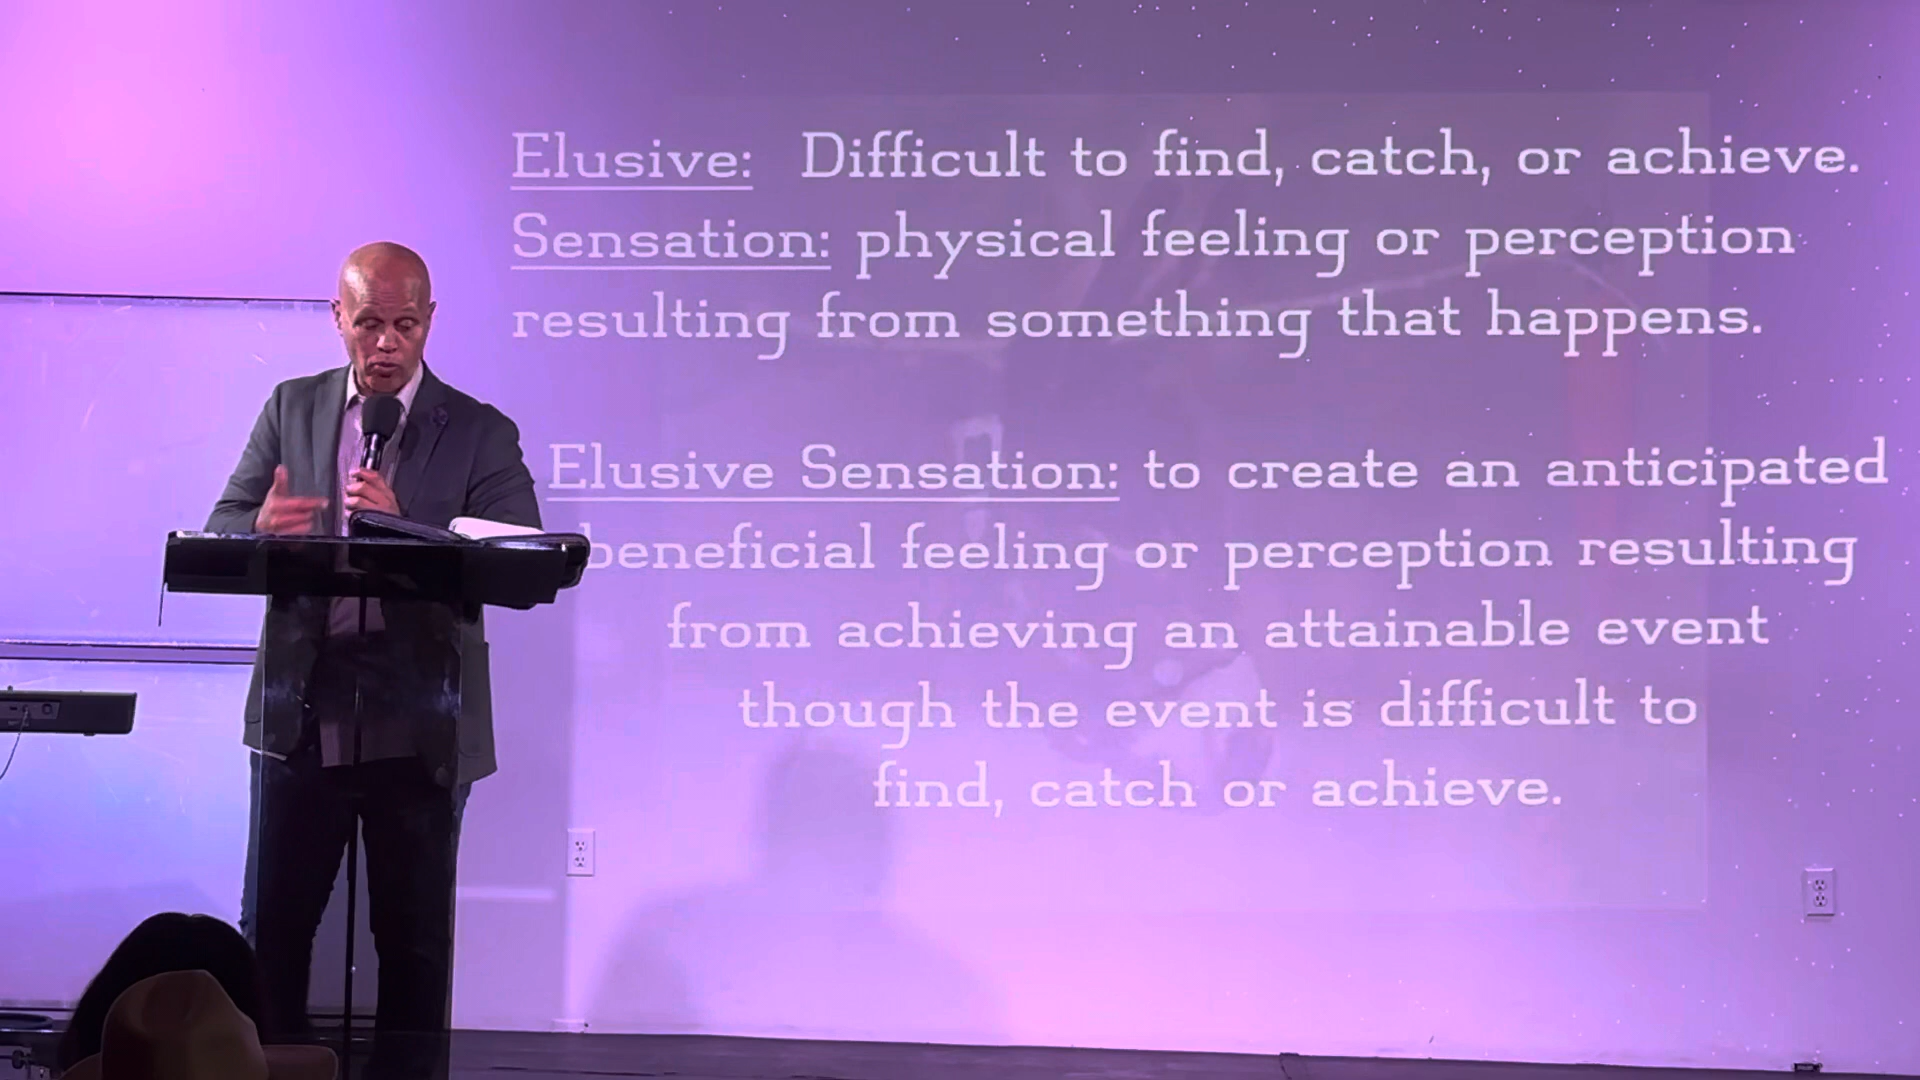 Elusive: Difficult to find, catch, or achieve.
Sensation: physical feeling or perception
resulting from something that happens.
Elusive Sensation: to create an anticipated
beneficial feeling or perception resulting
from achieving an attainable event
though the event is difficult to
find, catch or achieve.